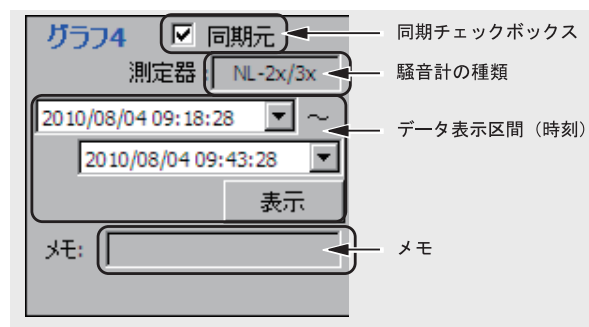 グラフ4 同期元 同期チェックボックス
測定器: NL-2x/3x 騒音計の種類
2010/08/04 09:18:28 ~ データ表示区間(時刻)
2010/08/04 09:43:28
表示
メモ: メモ